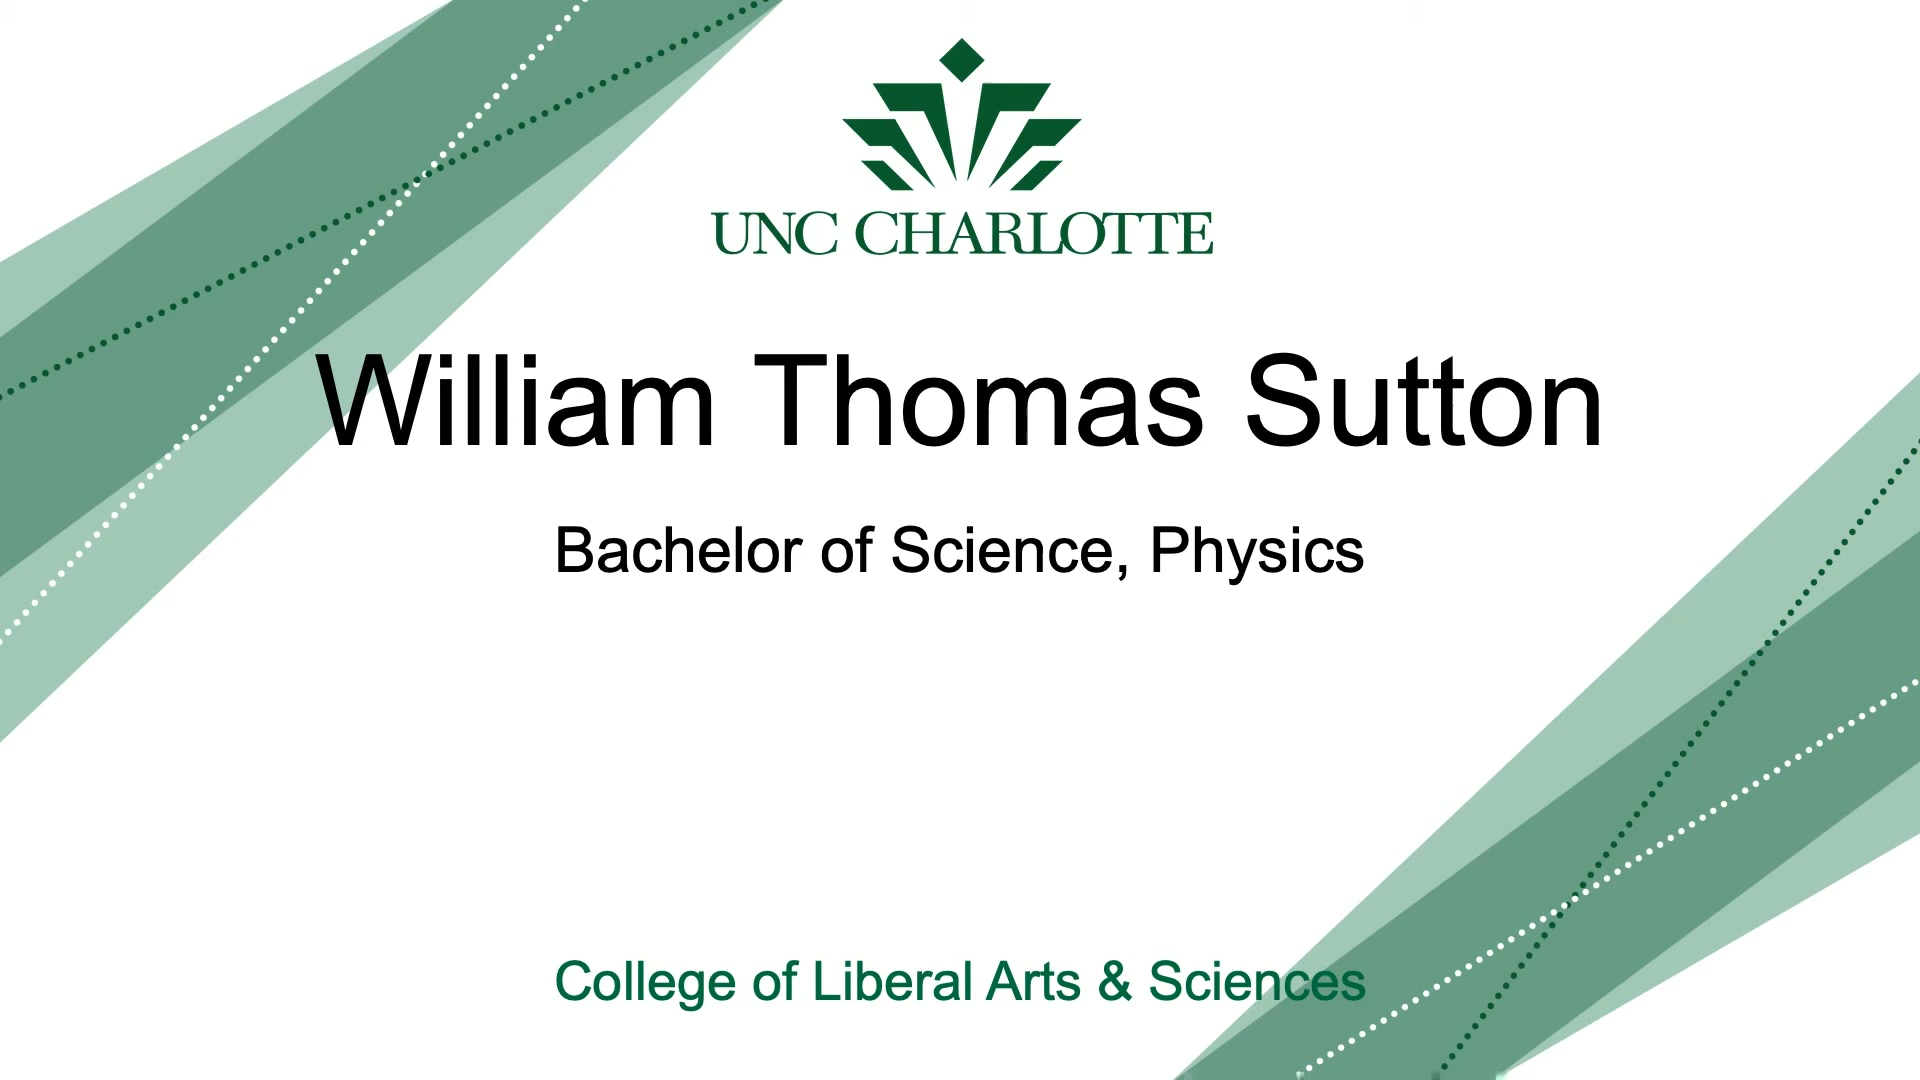 UNC CHARLOTTE
William Thomas Sutton
Bachelor of Science, Physics
College of Liberal Arts & Sciences